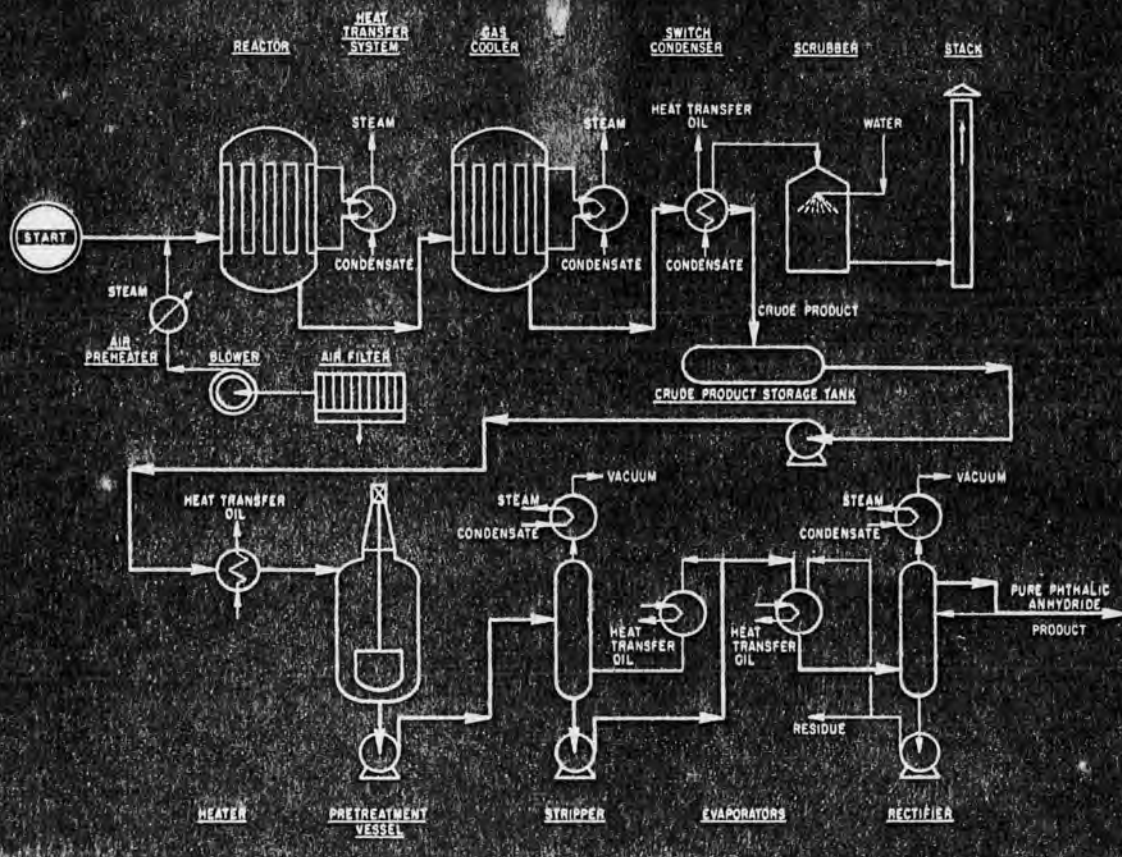 REACTOR
HEAT
TRANSFER
SYSTEM
GAS
COOLER
SWITCH
CONDENSER
SCRUBBER
STACK
STEAM
STEAM
HEAT TRANSFER
OIL
WATER
START
CONDENSATE
CONDENSATE
CONDENSATE
STEAM
CRUDE PRODUCT
AIR
PREHEATER
BLOWER
AIR FILTER
CRUDE PRODUCT STORAGE TANK
HEAT TRANSFER
OIL
VACUUM
STEAM
CONDENSATE
VACUUM
STEAM
CONDENSATE
HEAT
TRANSFER
OIL
HEAT
TRANSFER
OIL
PURE PHTHALIC
ANHYDRIDE
PRODUCT
RESIDUE
HEATER
PRETREATMENT
VESSEL
STRIPPER
EVAPORATORS
RECTIFIER